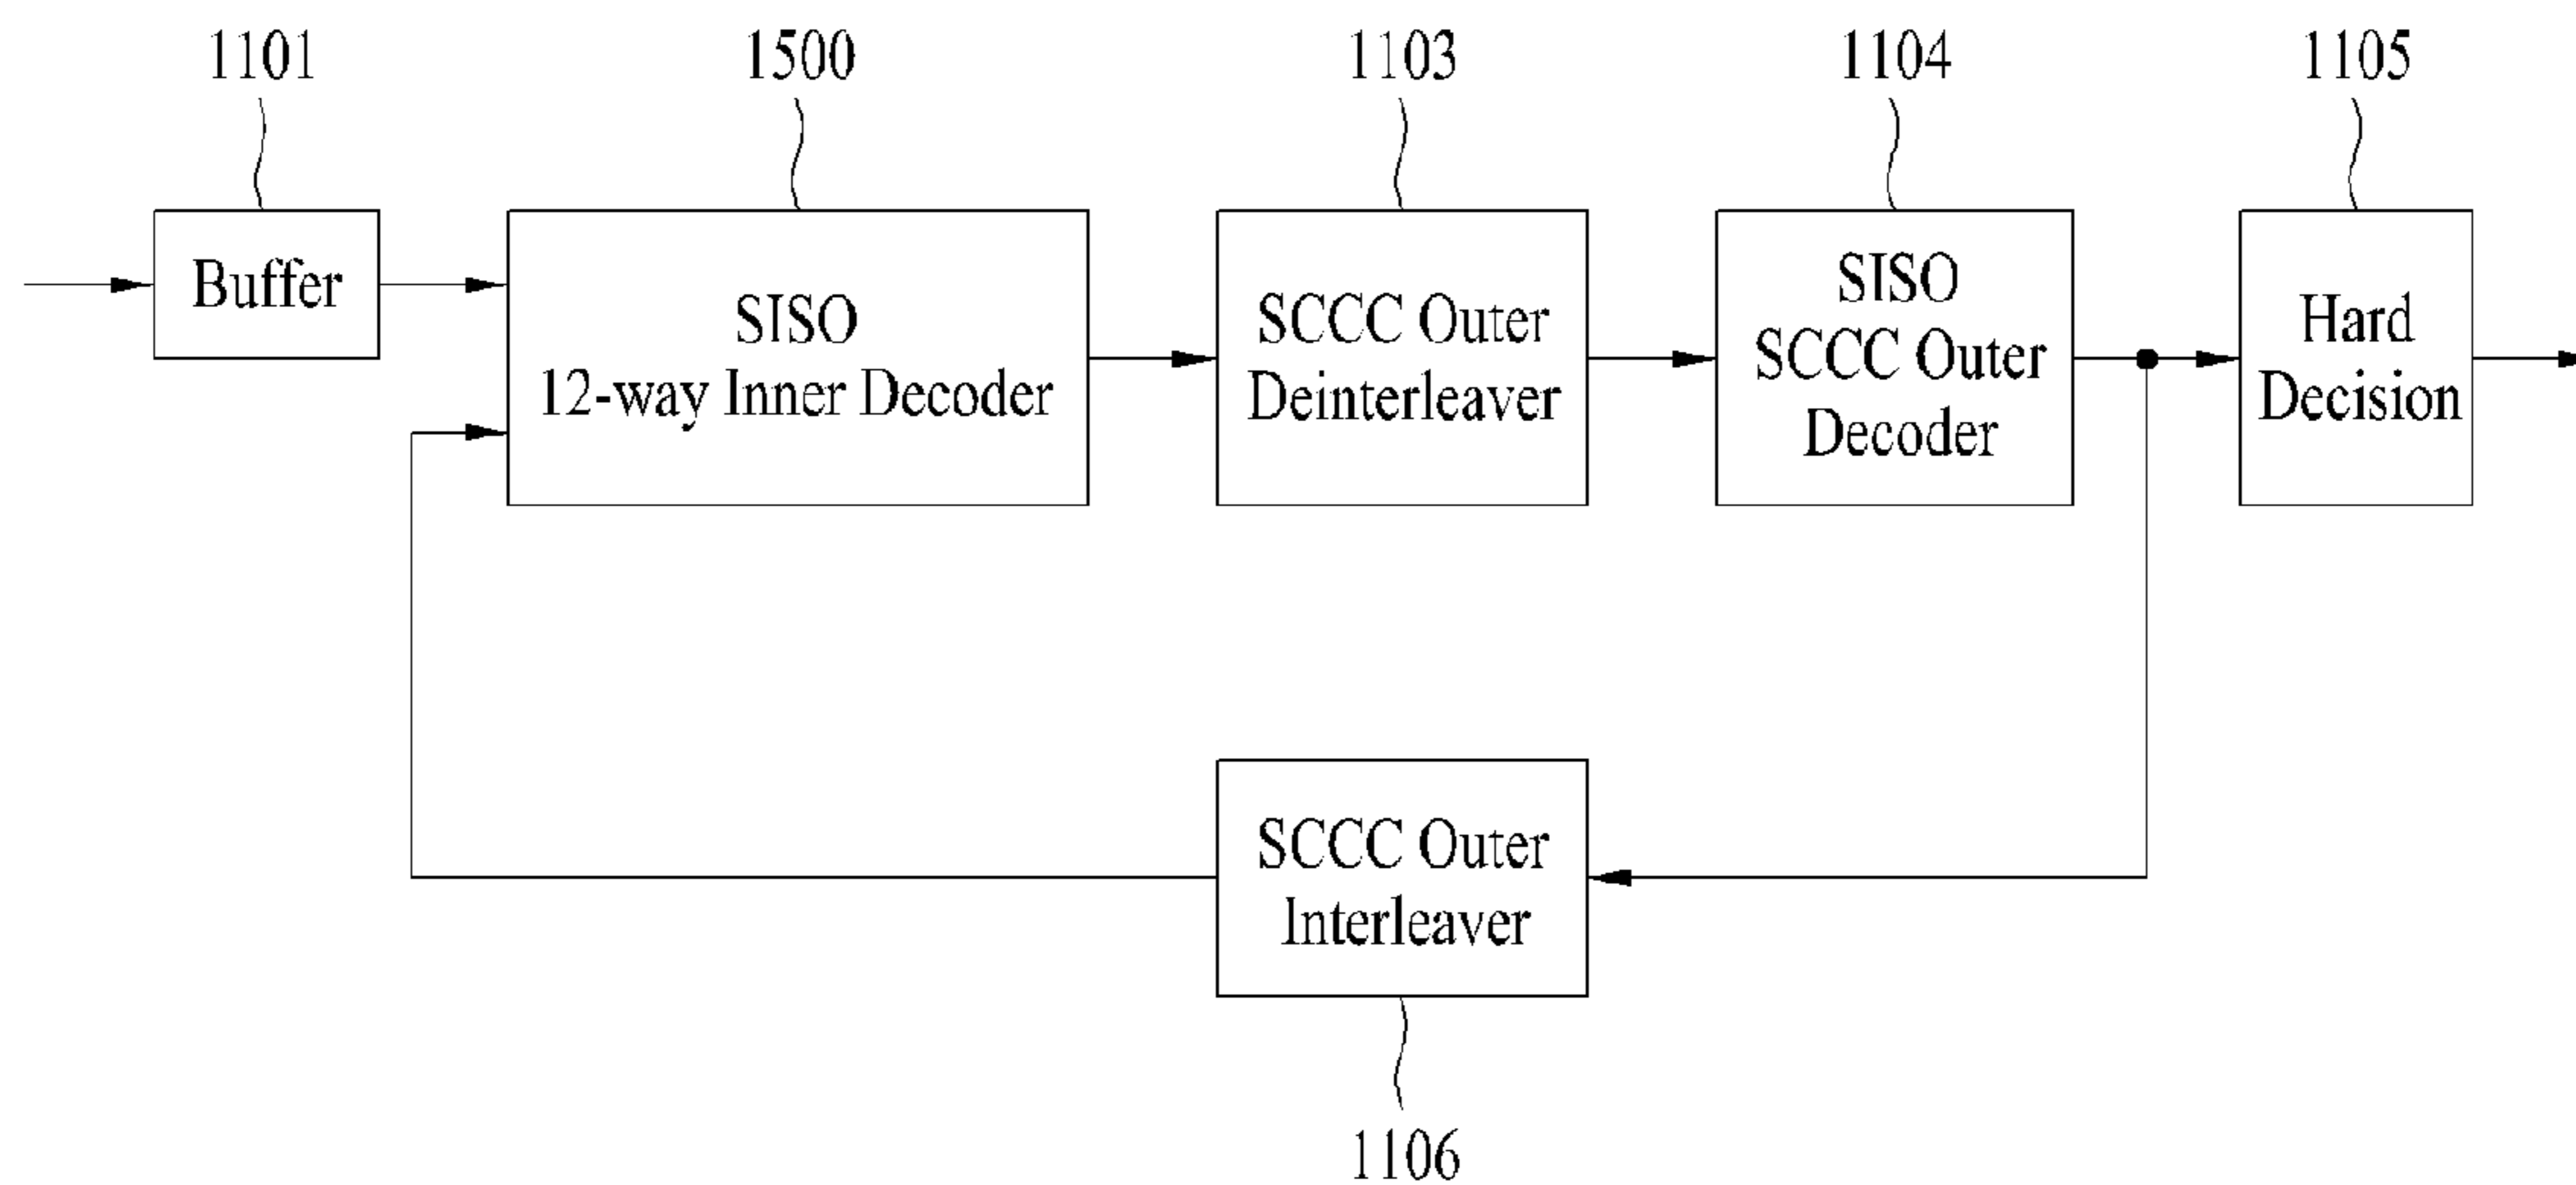 1101
1500
1103
1104
1105
Buffer
SISO
12-way Inner Decoder
SCCC Outer
Deinterleaver
SISO
SCCC Outer
Decoder
Hard
Decision
SCCC Outer
Interleaver
1106